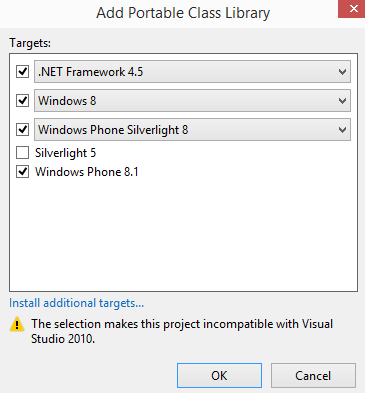 Add Portable Class Library
Targets:
.NET Framework 4.5
Windows 8
Windows Phone Silverlight 8
Silverlight 5
Windows Phone 8.1
Install additional targets...
The selection makes this project incompatible with Visual
Studio 2010.
OK Cancel